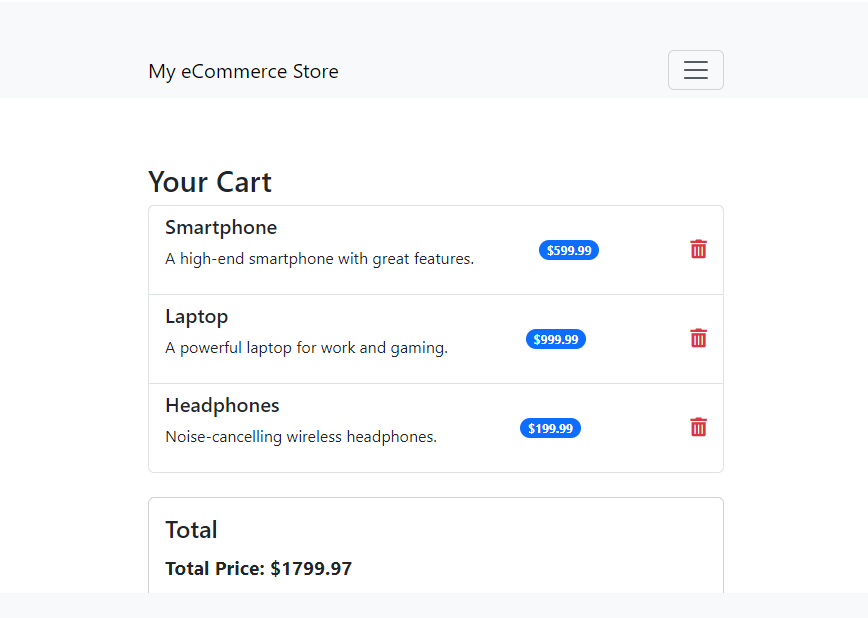 My eCommerce Store
Your Cart
Smartphone
A high-end smartphone with great features.
$599.99
Laptop
A powerful laptop for work and gaming.
$999.99
Headphones
Noise-cancelling wireless headphones.
$199.99
Total
Total Price: $1799.97